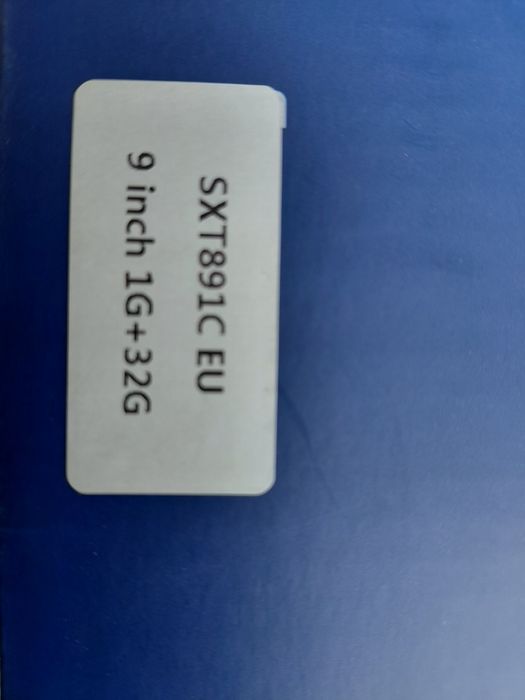 SXT891C EU
9 inch 1G+32G